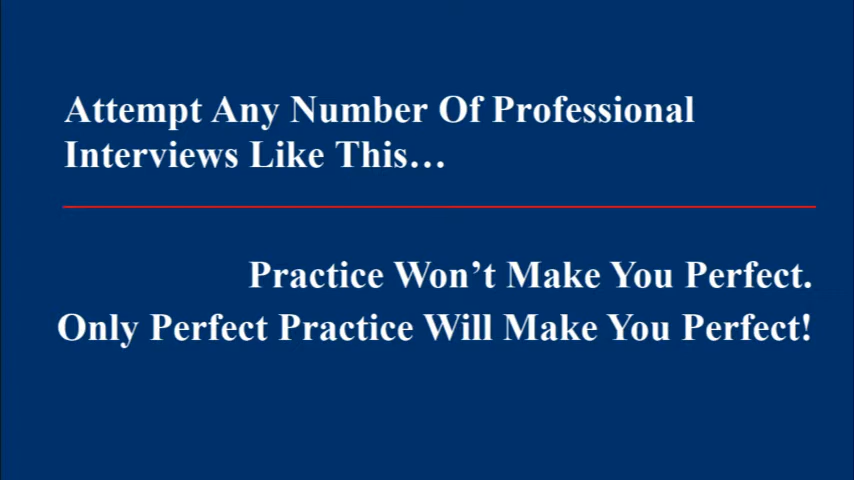 Attempt Any Number Of Professional
Interviews Like This…
Practice Won’t Make You Perfect.
Only Perfect Practice Will Make You Perfect!